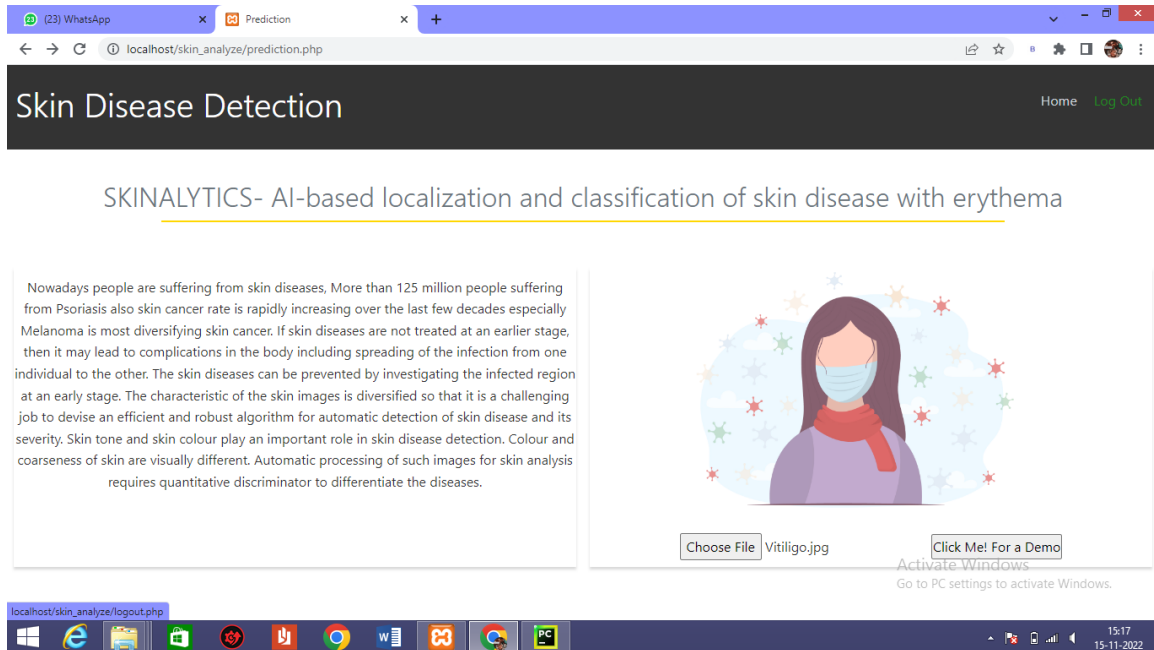 (23) WhatsApp
Prediction
localhost/skin_analyze/prediction.php
B
Skin Disease Detection
Home
Log Out
SKINALYTICS- AI-based localization and classification of skin disease with erythema
Nowadays people are suffering from skin diseases, More than 125 million people suffering
from Psoriasis also skin cancer rate is rapidly increasing over the last few decades especially
Melanoma is most diversifying skin cancer. If skin diseases are not treated at an earlier stage,
then it may lead to complications in the body including spreading of the infection from one
individual to the other. The skin diseases can be prevented by investigating the infected region
at an early stage. The characteristic of the skin images is diversified so that it is a challenging
job to devise an efficient and robust algorithm for automatic detection of skin disease and its
severity. Skin tone and skin colour play an important role in skin disease detection. Colour and
coarseness of skin are visually different. Automatic processing of such images for skin analysis
requires quantitative discriminator to differentiate the diseases.
Choose File Vitiligo.jpg
Click Me! For a Demo
Activate Windows
Go to PC settings to activate Windows.
localhost/skin_analyze/logout.php
PC
15:17
15-11-2022